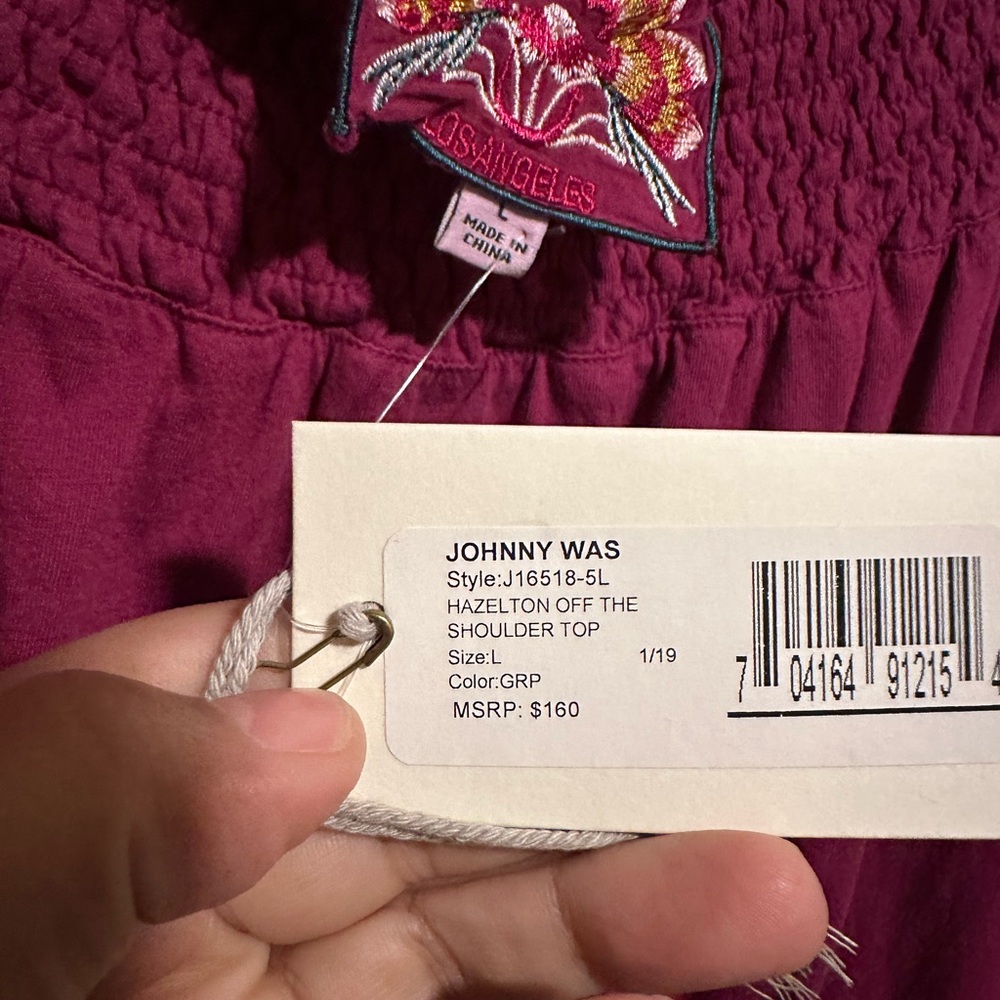 LOS ANGELES
L
MADE IN
CHINA
JOHNNY WAS
Style:J16518-5L
HAZELTON OFF THE
SHOULDER TOP
Size:L 1/19
Color:GRP
MSRP: $160
7 04164 91215 4